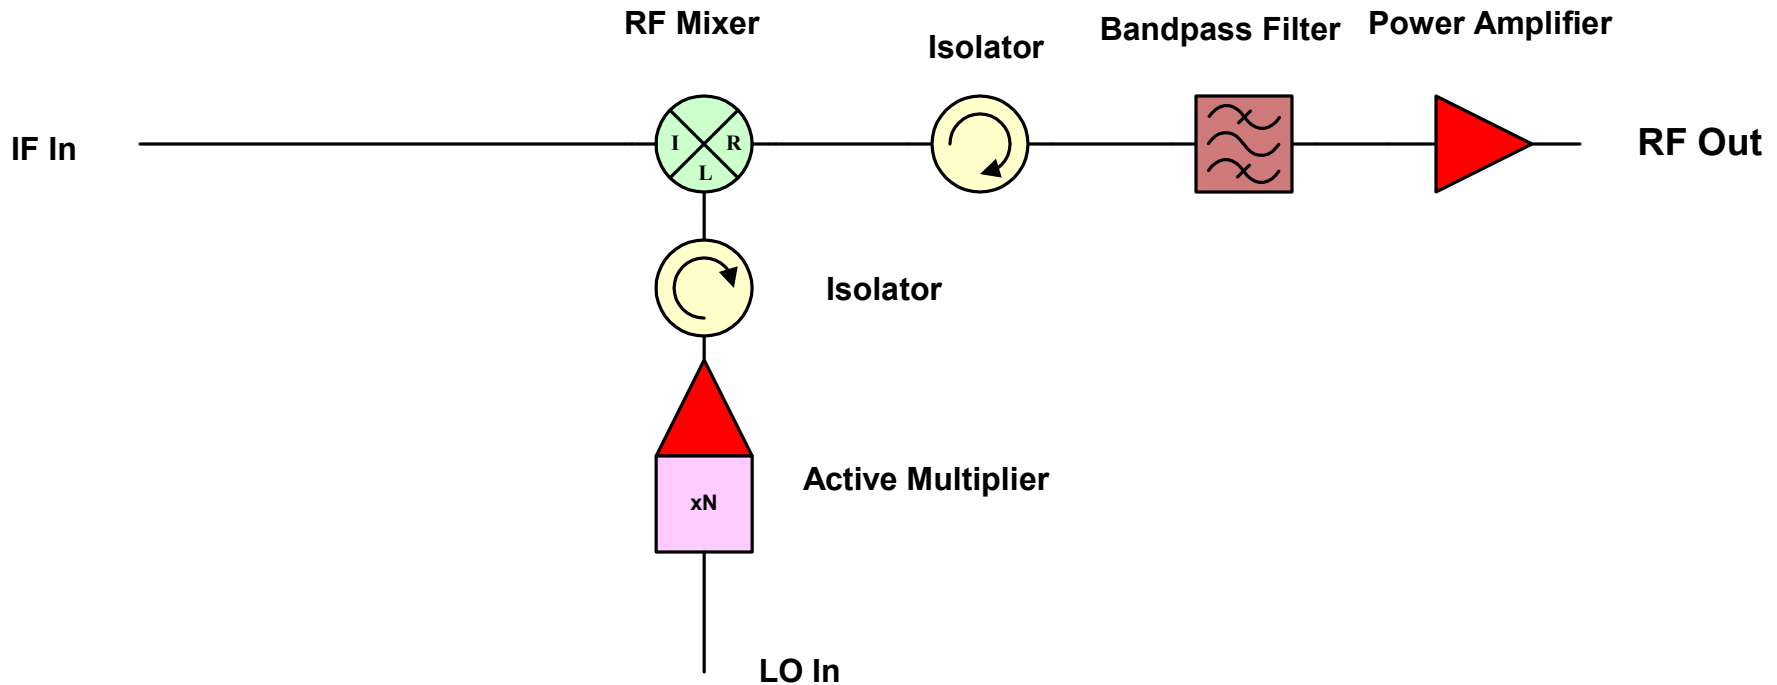 RF Mixer
Isolator
Bandpass Filter
Power Amplifier
IF In
I
R
L
RF Out
Isolator
Active Multiplier
xN
LO In